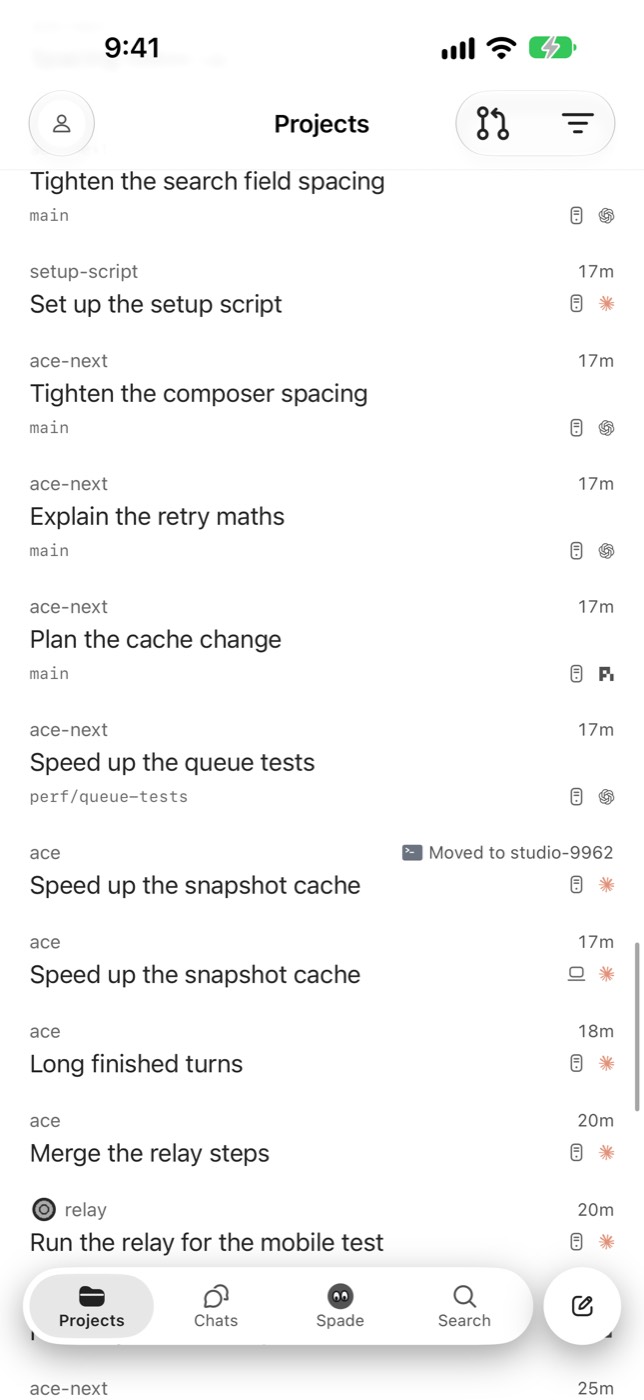 9:41
Projects
Tighten the search field spacing
main
setup-script 17m
Set up the setup script
ace-next 17m
Tighten the composer spacing
main
ace-next 17m
Explain the retry maths
main
ace-next 17m
Plan the cache change
main
ace-next 17m
Speed up the queue tests
perf/queue-tests
ace Moved to studio-9962
Speed up the snapshot cache
ace 17m
Speed up the snapshot cache
ace 18m
Long finished turns
ace 20m
Merge the relay steps
relay 20m
Run the relay for the mobile test
Projects Chats Spade Search
ace-next 25m